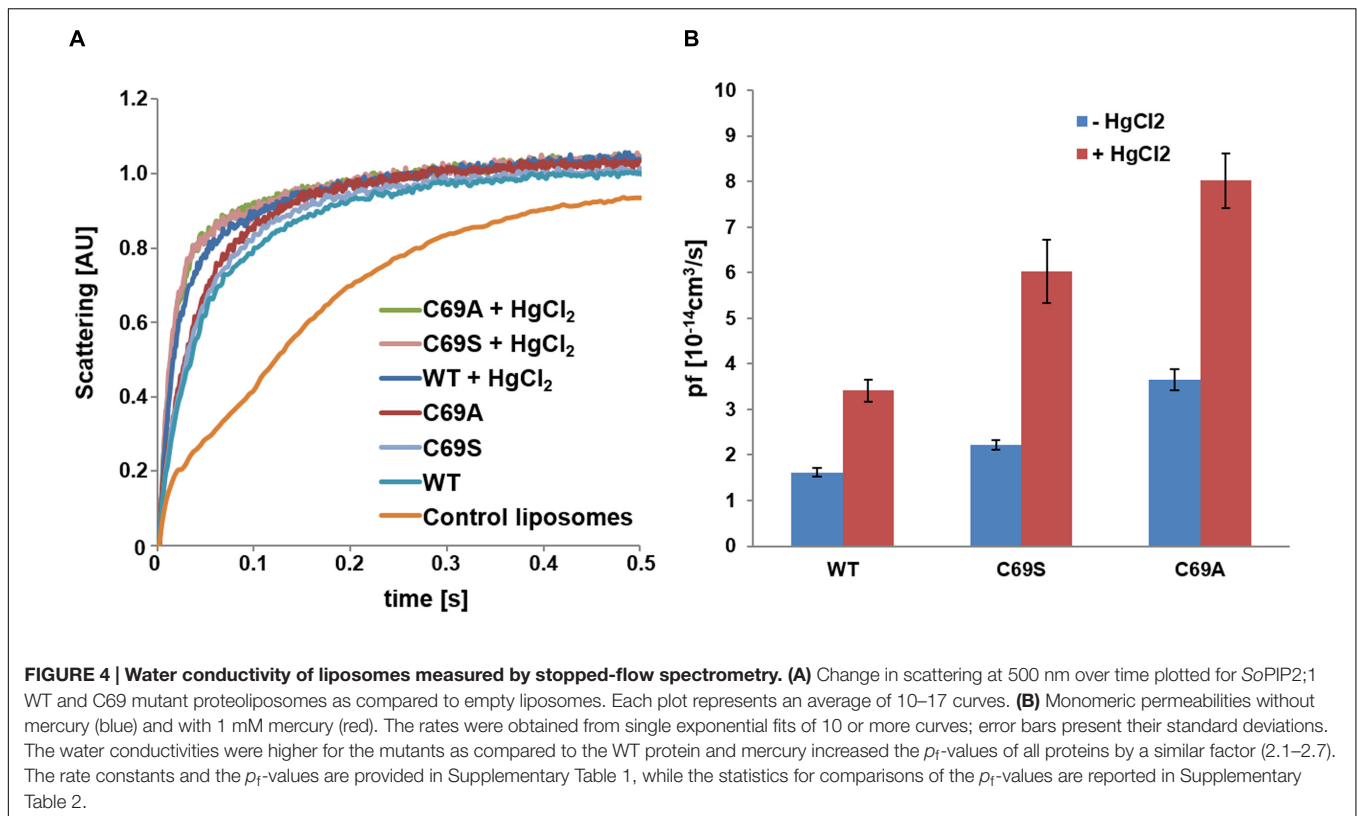 A
B
1.2
1.0
0.8
0.6
0.4
0.2
0
Scattering [AU]
C69A + HgCl₂
C69S + HgCl₂
WT + HgCl₂
C69A
C69S
WT
Control liposomes
0 0.1 0.2 0.3 0.4 0.5
time [s]
10
9
8
7
6
5
4
3
2
1
0
pf [10⁻¹⁴cm³/s]
- HgCl2
+ HgCl2
WT C69S C69A
FIGURE 4 | Water conductivity of liposomes measured by stopped-flow spectrometry. (A) Change in scattering at 500 nm over time plotted for SoPIP2;1
WT and C69 mutant proteoliposomes as compared to empty liposomes. Each plot represents an average of 10–17 curves. (B) Monomeric permeabilities without
mercury (blue) and with 1 mM mercury (red). The rates were obtained from single exponential fits of 10 or more curves; error bars present their standard deviations.
The water conductivities were higher for the mutants as compared to the WT protein and mercury increased the pf-values of all proteins by a similar factor (2.1–2.7).
The rate constants and the pf-values are provided in Supplementary Table 1, while the statistics for comparisons of the pf-values are reported in Supplementary
Table 2.